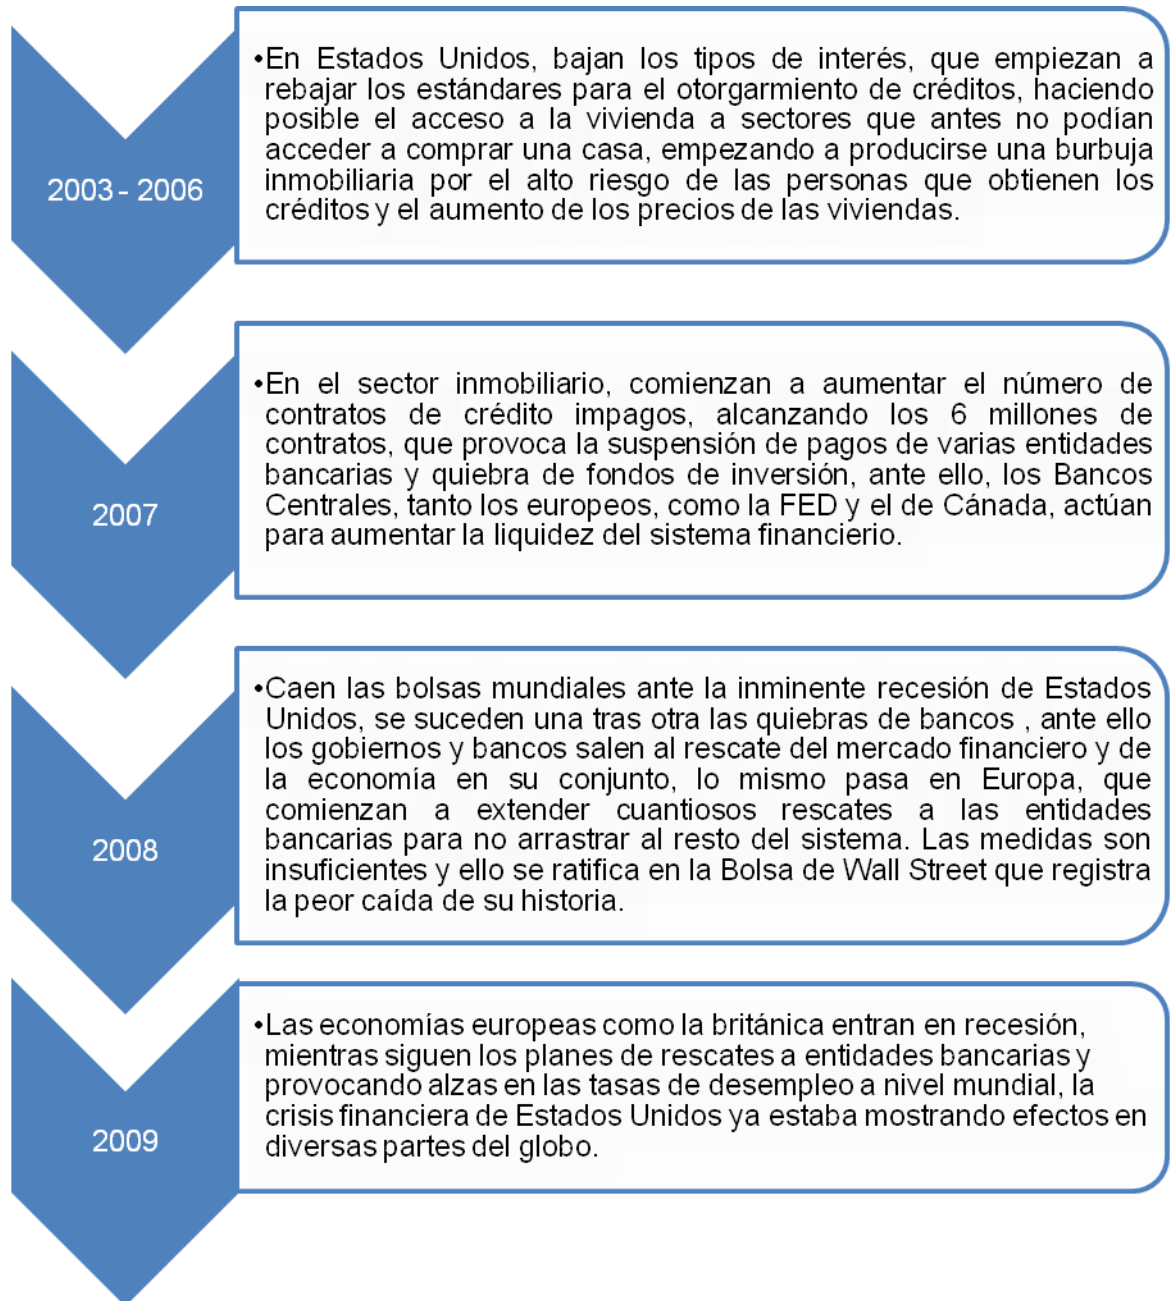 2003 - 2006
•En Estados Unidos, bajan los tipos de interés, que empiezan a
rebajar los estándares para el otorgarmiento de créditos, haciendo
posible el acceso a la vivienda a sectores que antes no podían
acceder a comprar una casa, empezando a producirse una burbuja
inmobiliaria por el alto riesgo de las personas que obtienen los
créditos y el aumento de los precios de las viviendas.
2007
•En el sector inmobiliario, comienzan a aumentar el número de
contratos de crédito impagos, alcanzando los 6 millones de
contratos, que provoca la suspensión de pagos de varias entidades
bancarias y quiebra de fondos de inversión, ante ello, los Bancos
Centrales, tanto los europeos, como la FED y el de Cánada, actúan
para aumentar la liquidez del sistema financierio.
2008
•Caen las bolsas mundiales ante la inminente recesión de Estados
Unidos, se suceden una tras otra las quiebras de bancos , ante ello
los gobiernos y bancos salen al rescate del mercado financiero y de
la economía en su conjunto, lo mismo pasa en Europa, que
comienzan a extender cuantiosos rescates a las entidades
bancarias para no arrastrar al resto del sistema. Las medidas son
insuficientes y ello se ratifica en la Bolsa de Wall Street que registra
la peor caída de su historia.
2009
•Las economías europeas como la británica entran en recesión,
mientras siguen los planes de rescates a entidades bancarias y
provocando alzas en las tasas de desempleo a nivel mundial, la
crisis financiera de Estados Unidos ya estaba mostrando efectos en
diversas partes del globo.